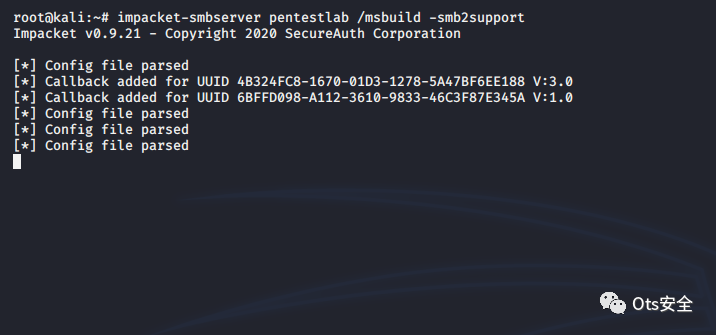 root@kali:~# impacket-smbserver pentestlab /msbuild -smb2support
Impacket v0.9.21 - Copyright 2020 SecureAuth Corporation
[*] Config file parsed
[*] Callback added for UUID 4B324FC8-1670-01D3-1278-5A47BF6EE188 V:3.0
[*] Callback added for UUID 6BFFD098-A112-3610-9833-46C3F87E345A V:1.0
[*] Config file parsed
[*] Config file parsed
[*] Config file parsed
Ots安全